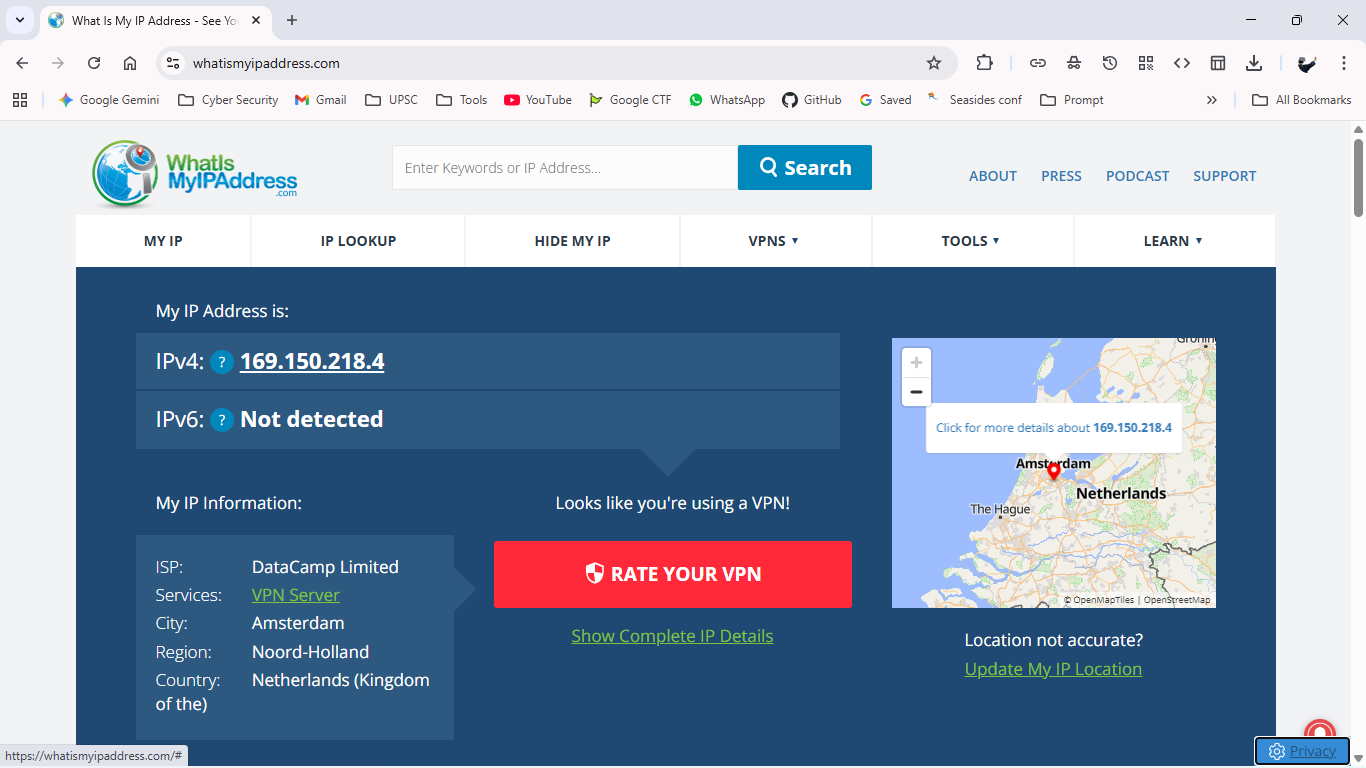 What Is My IP Address - See Yo
whatismyipaddress.com
Google Gemini
Cyber Security
Gmail
UPSC
Tools
YouTube
Google CTF
WhatsApp
GitHub
Saved
Seasides conf
Prompt
All Bookmarks
WhatIs
MyIPAddress
.com
Enter Keywords or IP Address...
Search
ABOUT
PRESS
PODCAST
SUPPORT
MY IP
IP LOOKUP
HIDE MY IP
VPNS
TOOLS
LEARN
My IP Address is:
IPv4: ? 169.150.218.4
IPv6: ? Not detected
My IP Information:
ISP: DataCamp Limited
Services: VPN Server
City: Amsterdam
Region: Noord-Holland
Country: Netherlands (Kingdom
of the)
Looks like you're using a VPN!
RATE YOUR VPN
Show Complete IP Details
+
−
Click for more details about 169.150.218.4
Amsterdam
Netherlands
The Hague
© OpenMapTiles | OpenStreetMap
Location not accurate?
Update My IP Location
https://whatismyipaddress.com/#
Privacy